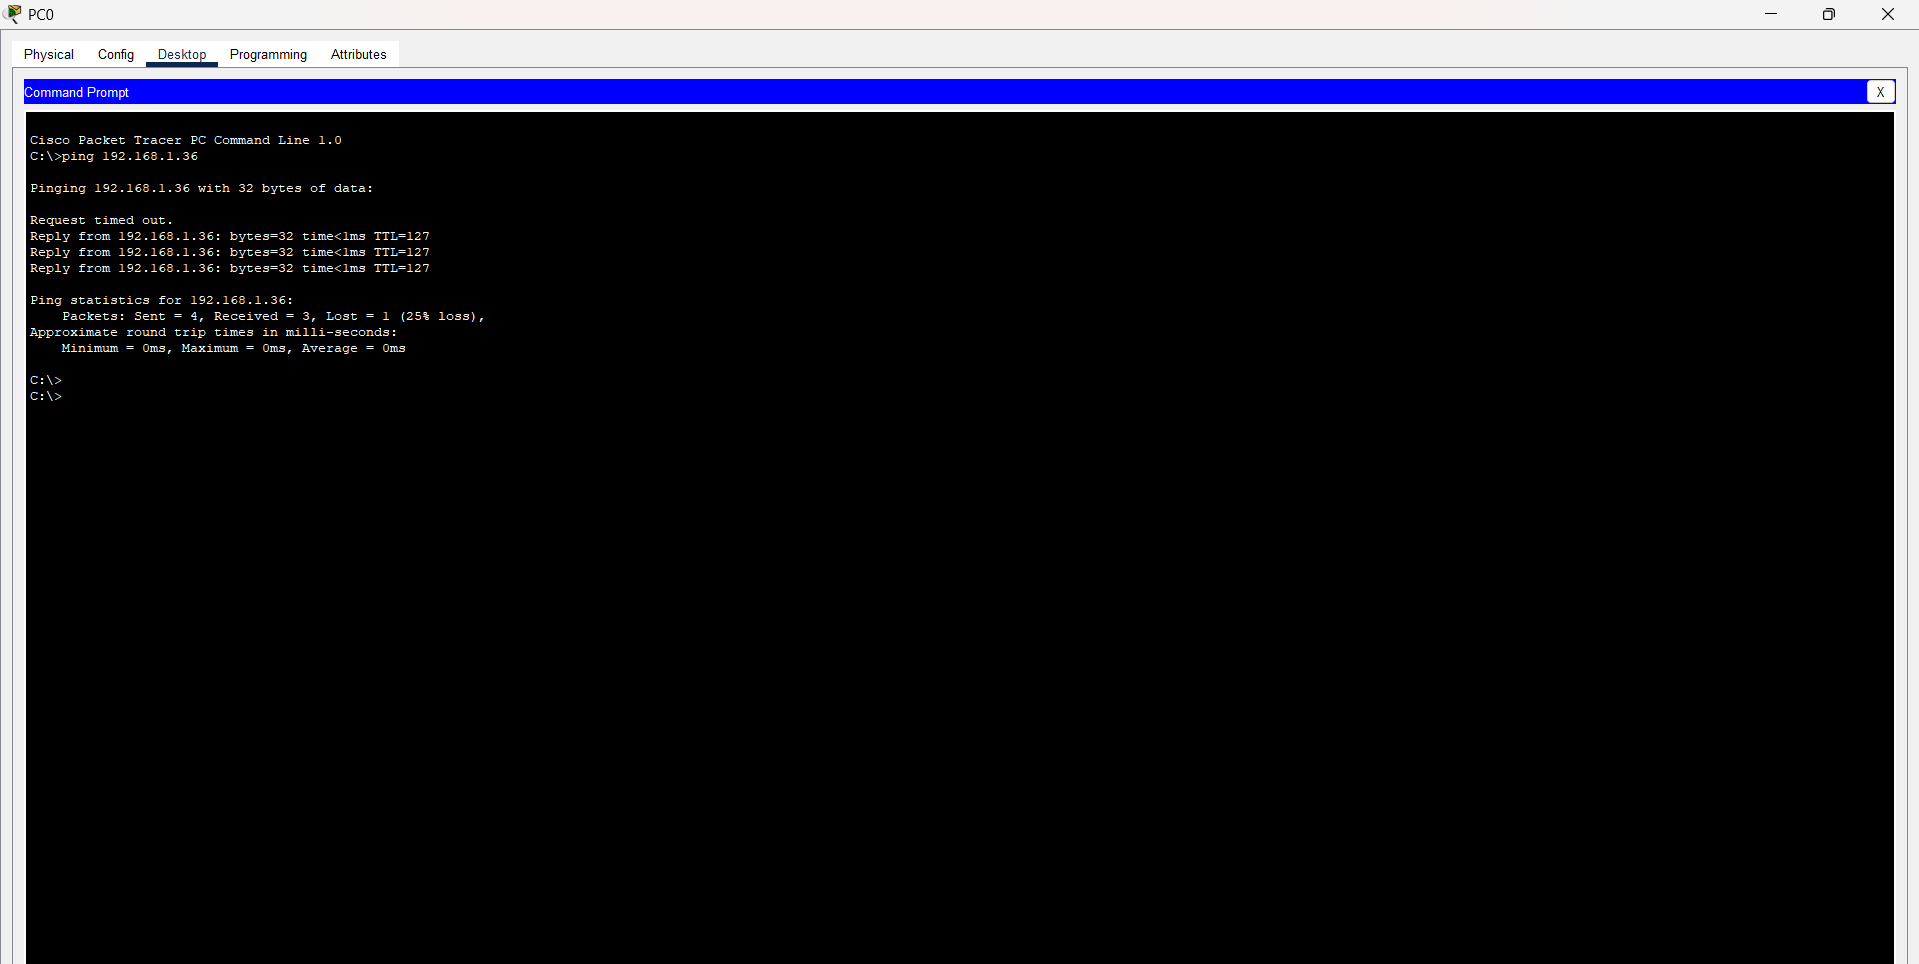 PC0
Physical Config Desktop Programming Attributes
Command Prompt
X
Cisco Packet Tracer PC Command Line 1.0
C:\>ping 192.168.1.36
Pinging 192.168.1.36 with 32 bytes of data:
Request timed out.
Reply from 192.168.1.36: bytes=32 time<1ms TTL=127
Reply from 192.168.1.36: bytes=32 time<1ms TTL=127
Reply from 192.168.1.36: bytes=32 time<1ms TTL=127
Ping statistics for 192.168.1.36:
    Packets: Sent = 4, Received = 3, Lost = 1 (25% loss),
Approximate round trip times in milli-seconds:
    Minimum = 0ms, Maximum = 0ms, Average = 0ms
C:\>
C:\>